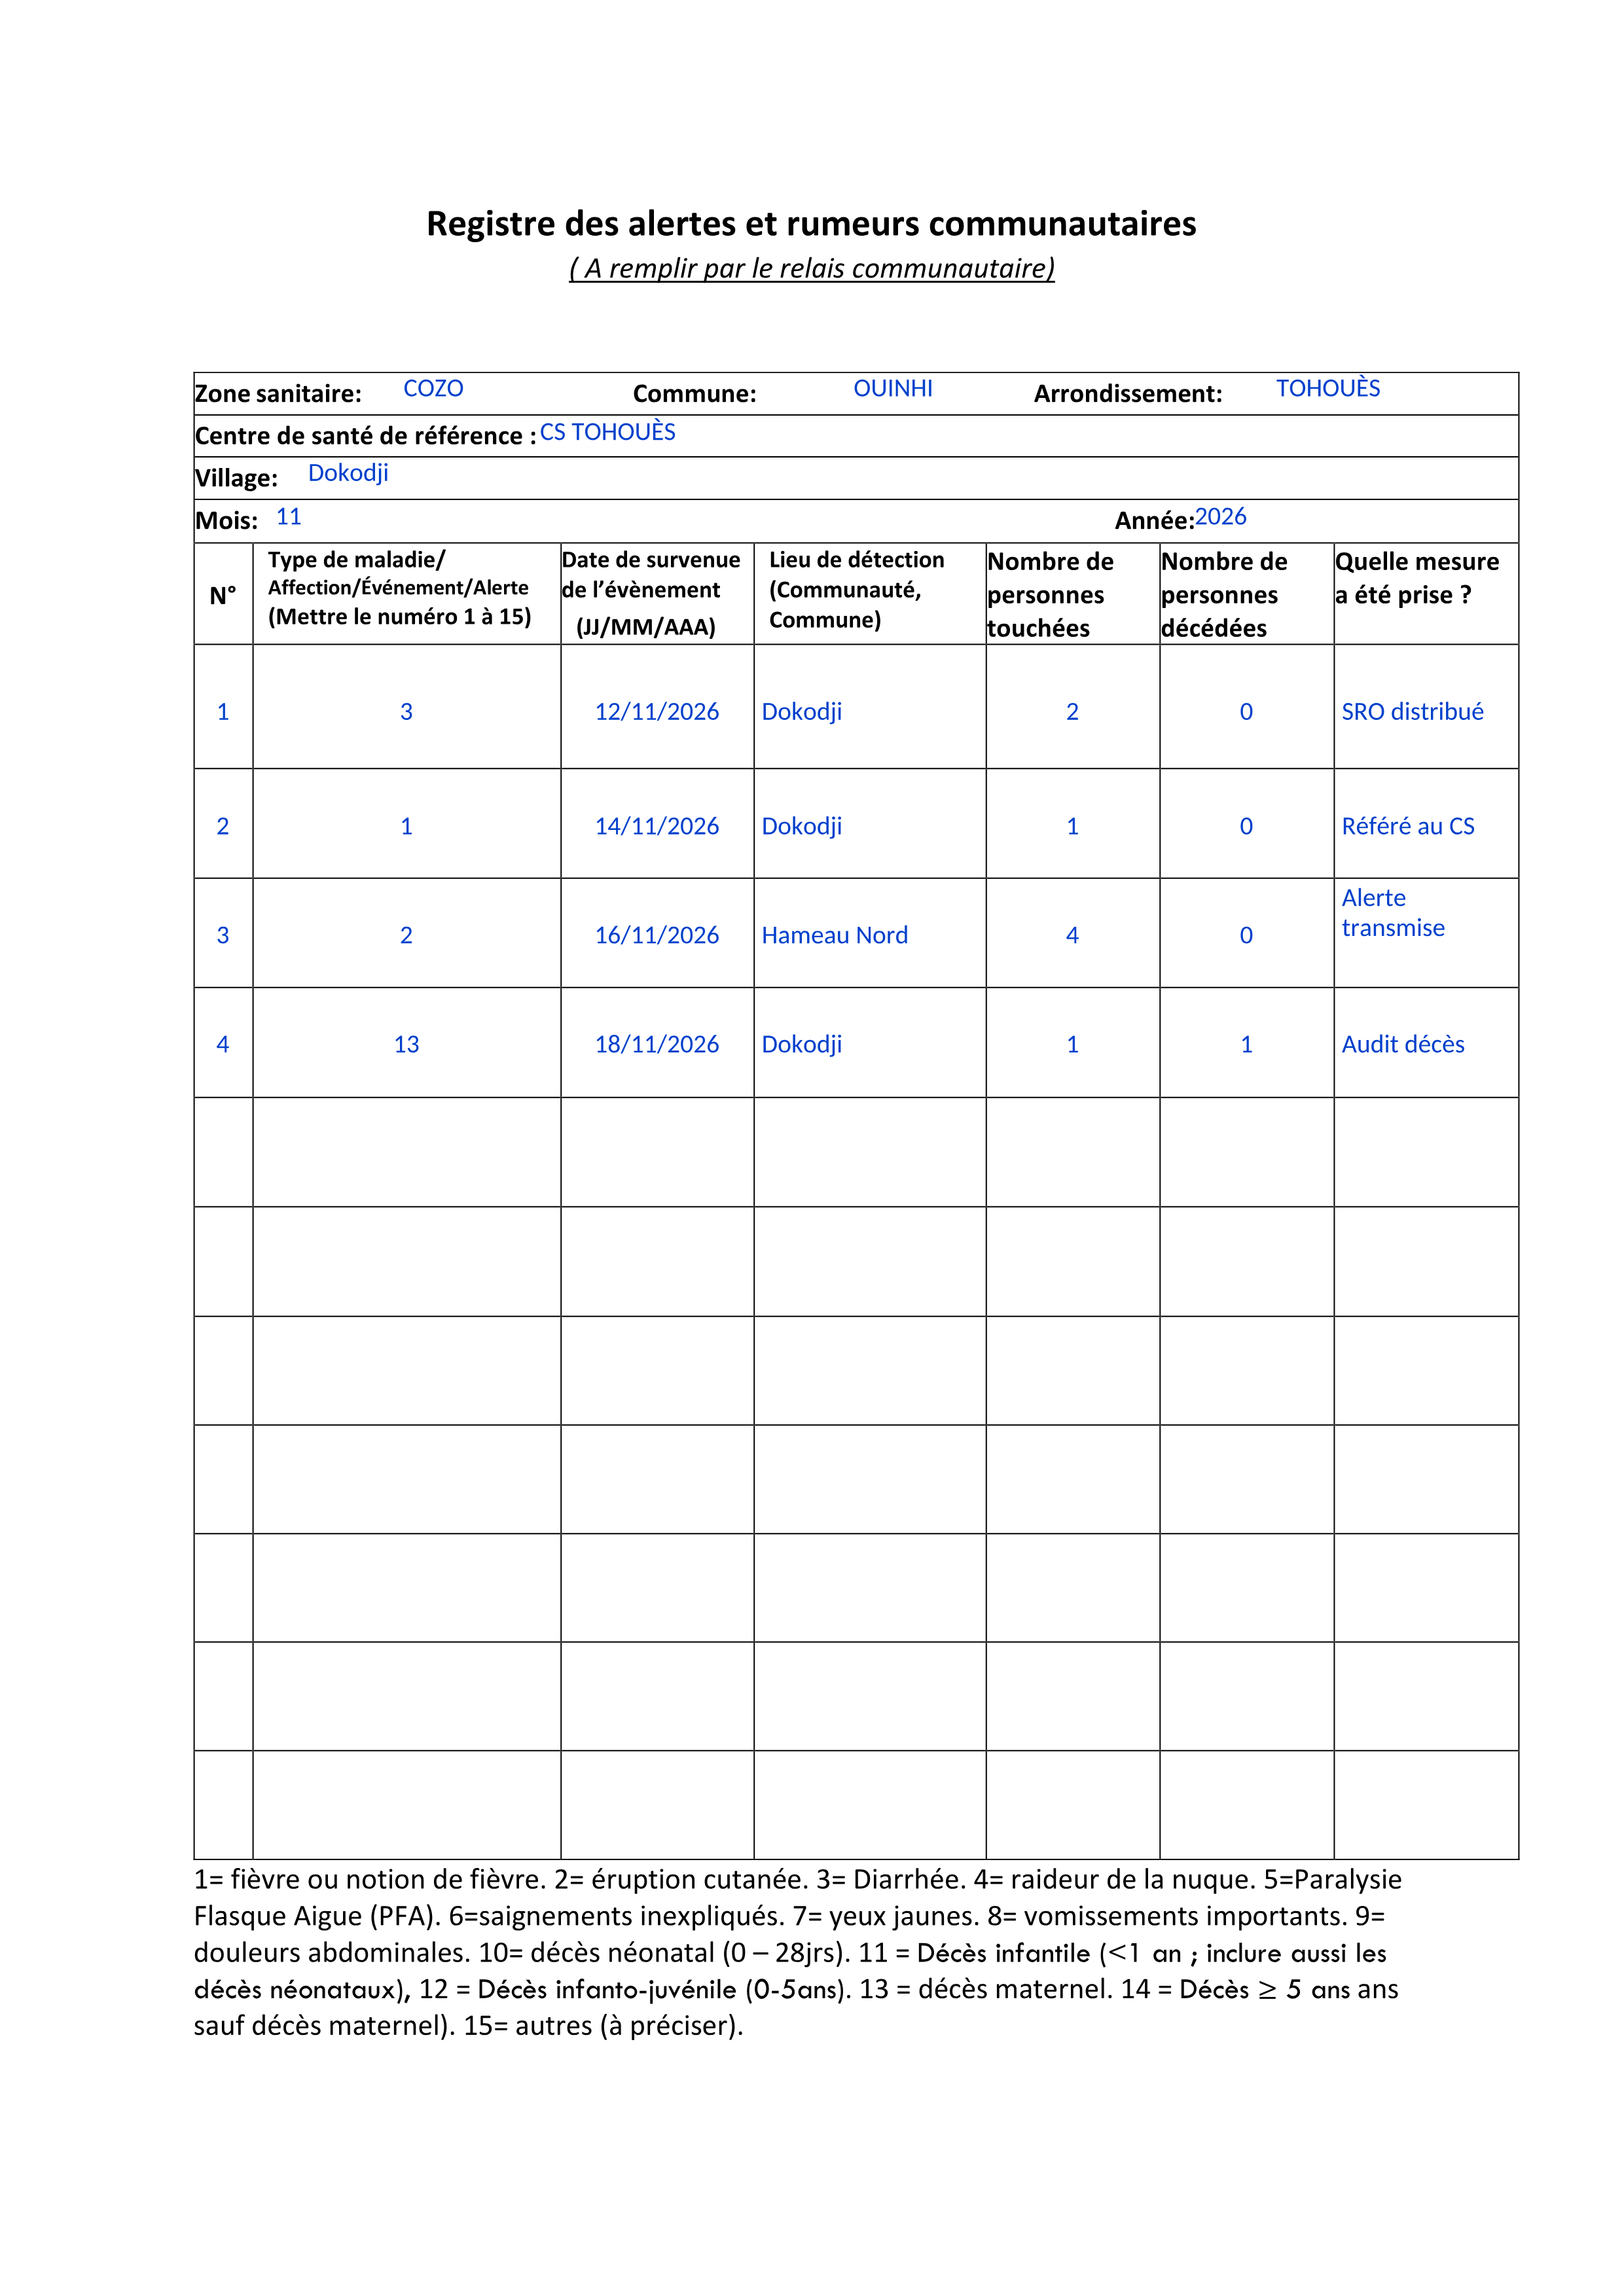 Registre des alertes et rumeurs communautaires
( A remplir par le relais communautaire)
Zone sanitaire: COZO Commune: OUINHI Arrondissement: TOHOUÈS
Centre de santé de référence : CS TOHOUÈS
Village: Dokodji
Mois: 11 Année: 2026
N°
Type de maladie/
Affection/Événement/Alerte
(Mettre le numéro 1 à 15)
Date de survenue
de l’évènement
(JJ/MM/AAA)
Lieu de détection
(Communauté,
Commune)
Nombre de
personnes
touchées
Nombre de
personnes
décédées
Quelle mesure
a été prise ?
1 3 12/11/2026 Dokodji 2 0 SRO distribué
2 1 14/11/2026 Dokodji 1 0 Référé au CS
3 2 16/11/2026 Hameau Nord 4 0 Alerte
transmise
4 13 18/11/2026 Dokodji 1 1 Audit décès
1= fièvre ou notion de fièvre. 2= éruption cutanée. 3= Diarrhée. 4= raideur de la nuque. 5=Paralysie
Flasque Aigue (PFA). 6=saignements inexpliqués. 7= yeux jaunes. 8= vomissements importants. 9=
douleurs abdominales. 10= décès néonatal (0 – 28jrs). 11 = Décès infantile (<1 an ; inclure aussi les
décès néonataux), 12 = Décès infanto-juvénile (0-5ans). 13 = décès maternel. 14 = Décès ≥ 5 ans ans
sauf décès maternel). 15= autres (à préciser).